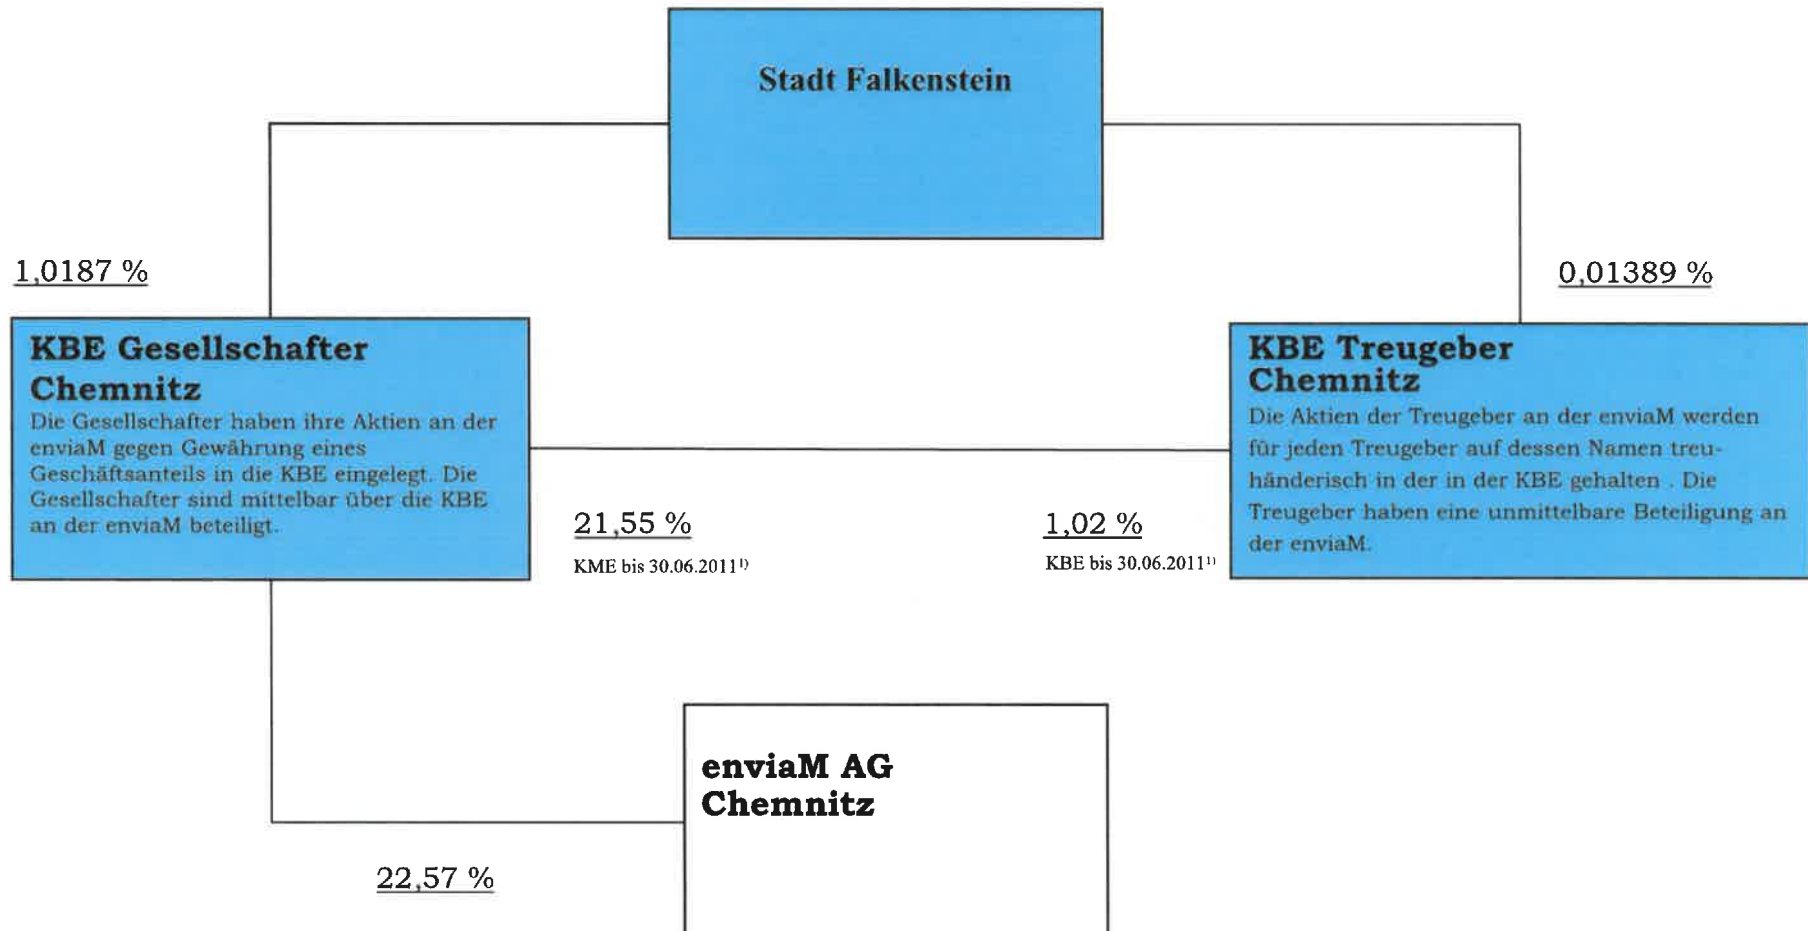 Stadt Falkenstein
1,0187 %
0,01389 %
KBE Gesellschafter
Chemnitz
Die Gesellschafter haben ihre Aktien an der
enviaM gegen Gewährung eines
Geschäftsanteils in die KBE eingelegt. Die
Gesellschafter sind mittelbar über die KBE
an der enviaM beteiligt.
KBE Treugeber
Chemnitz
Die Aktien der Treugeber an der enviaM werden
für jeden Treugeber auf dessen Namen treu-
händerisch in der in der KBE gehalten . Die
Treugeber haben eine unmittelbare Beteiligung an
der enviaM.
21,55 %
KME bis 30.06.2011¹⁾
1,02 %
KBE bis 30.06.2011¹⁾
enviaM AG
Chemnitz
22,57 %